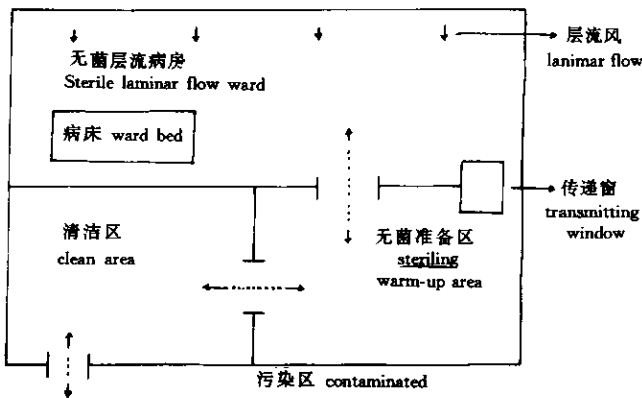 无菌层流病房
Sterile laminar flow ward
层流风
lanimar flow
病床 ward bed
传递窗
transmitting
window
清洁区
clean area
无菌准备区
steriling
warm-up area
污染区 contaminated